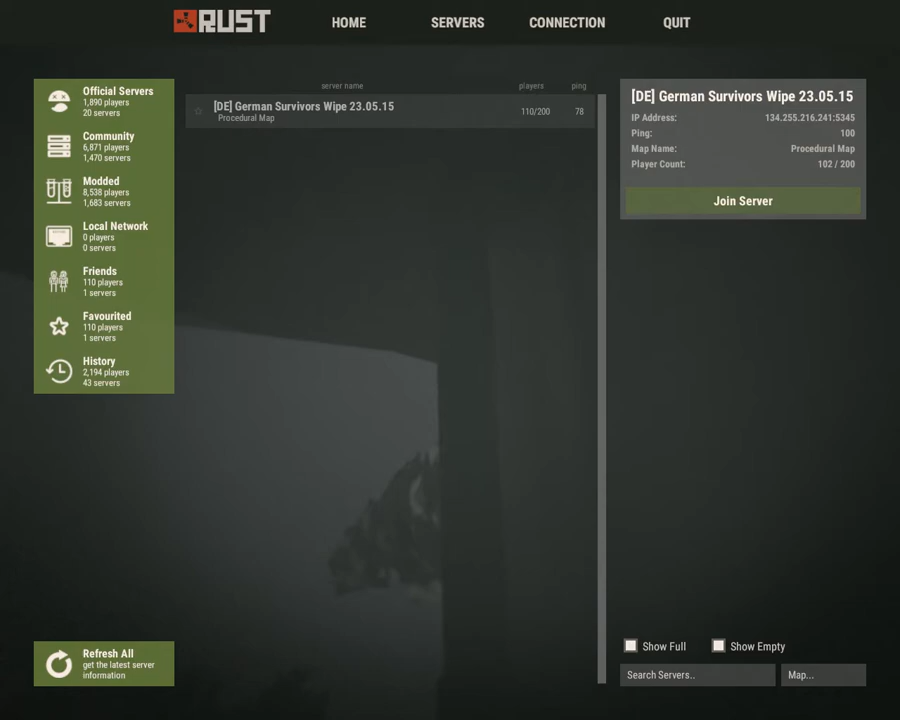 RUST
HOME
SERVERS
CONNECTION
QUIT
Official Servers
1,890 players
20 servers
Community
6,871 players
1,470 servers
Modded
8,538 players
1,683 servers
Local Network
0 players
0 servers
Friends
110 players
1 servers
Favourited
110 players
1 servers
History
2,194 players
43 servers
Refresh All
get the latest server
information
server name players ping
[DE] German Survivors Wipe 23.05.15
Procedural Map
110/200 78
[DE] German Survivors Wipe 23.05.15
IP Address: 134.255.216.241:5345
Ping: 100
Map Name: Procedural Map
Player Count: 102 / 200
Join Server
Show Full Show Empty
Search Servers.. Map...